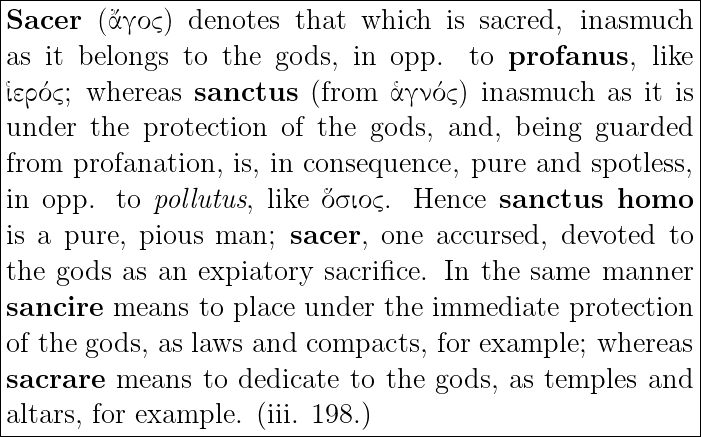 Sacer (ἄγος) denotes that which is sacred, inasmuch
as it belongs to the gods, in opp. to profanus, like
ἱερός; whereas sanctus (from ἁγνός) inasmuch as it is
under the protection of the gods, and, being guarded
from profanation, is, in consequence, pure and spotless,
in opp. to pollutus, like ὅσιος. Hence sanctus homo
is a pure, pious man; sacer, one accursed, devoted to
the gods as an expiatory sacrifice. In the same manner
sancire means to place under the immediate protection
of the gods, as laws and compacts, for example; whereas
sacrare means to dedicate to the gods, as temples and
altars, for example. (iii. 198.)